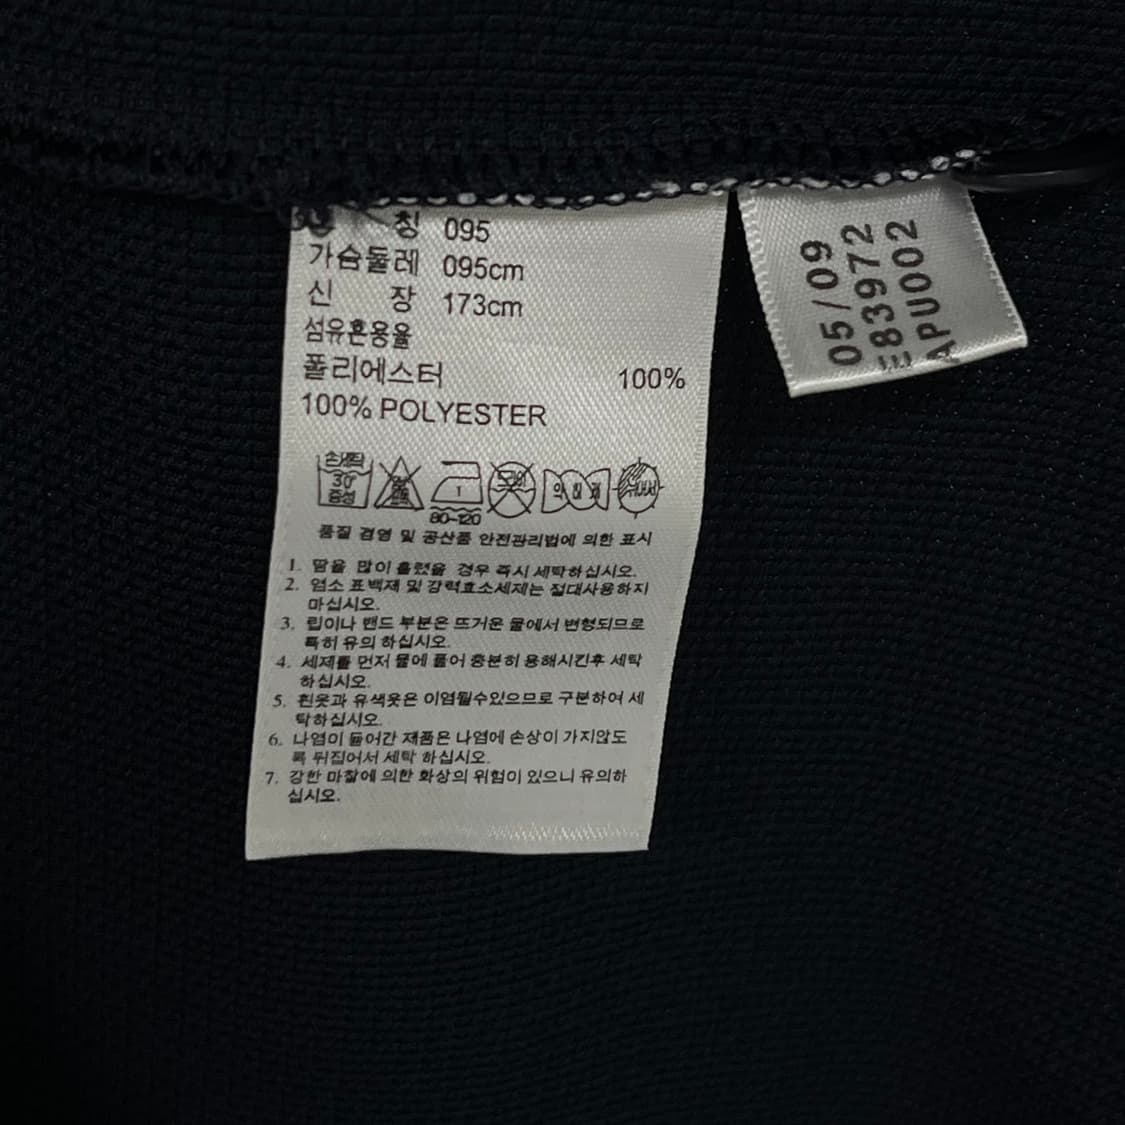 칭 095
가슴둘레 095cm
신 장 173cm
섬유혼용율
폴리에스터 100%
100% POLYESTER
손세탁
30°
중성
80~120
드라이
약하게
품질 경영 및 공산품 안전관리법에 의한 표시
1. 땀을 많이 흘렸을 경우 즉시 세탁하십시오.
2. 염소 표백재 및 강력효소세제는 절대사용하지
마십시오.
3. 립이나 밴드 부분은 뜨거운 물에서 변형되므로
특히 유의 하십시오.
4. 세제를 먼저 물에 풀어 충분히 용해시킨후 세탁
하십시오.
5. 흰옷과 유색옷은 이염될수있으므로 구분하여 세
탁하십시오.
6. 나염이 들어간 제품은 나염에 손상이 가지않도
록 뒤집어서 세탁 하십시오.
7. 강한 마찰에 의한 화상의 위험이 있으니 유의하
십시오.
05/09
E83972
APU002